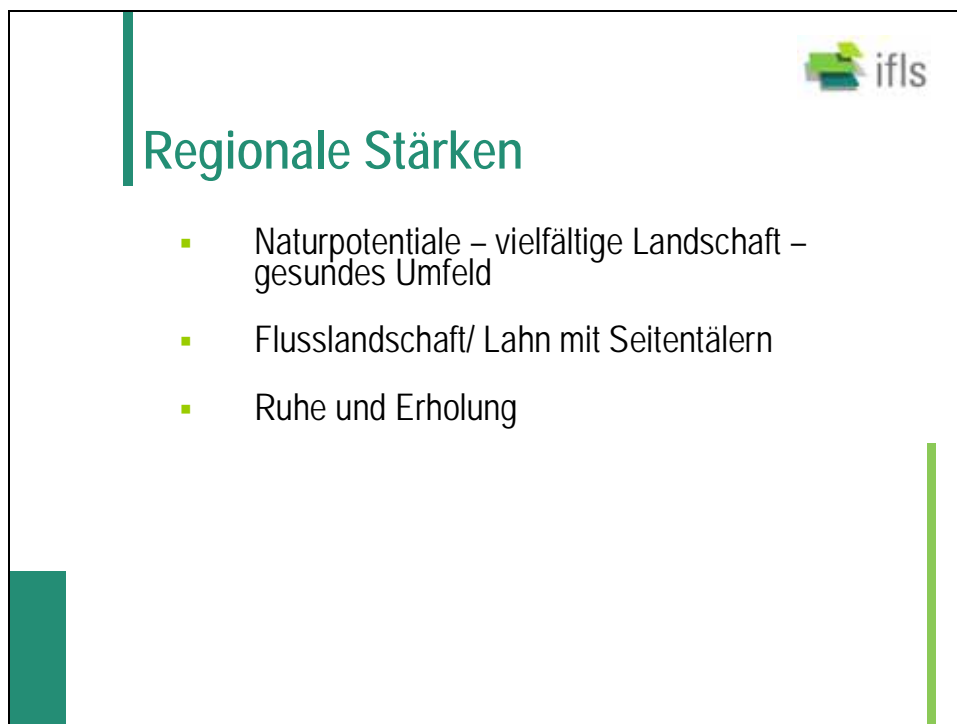 ifls
Regionale Stärken
▪ Naturpotentiale – vielfältige Landschaft –
gesundes Umfeld
▪ Flusslandschaft/ Lahn mit Seitentälern
▪ Ruhe und Erholung